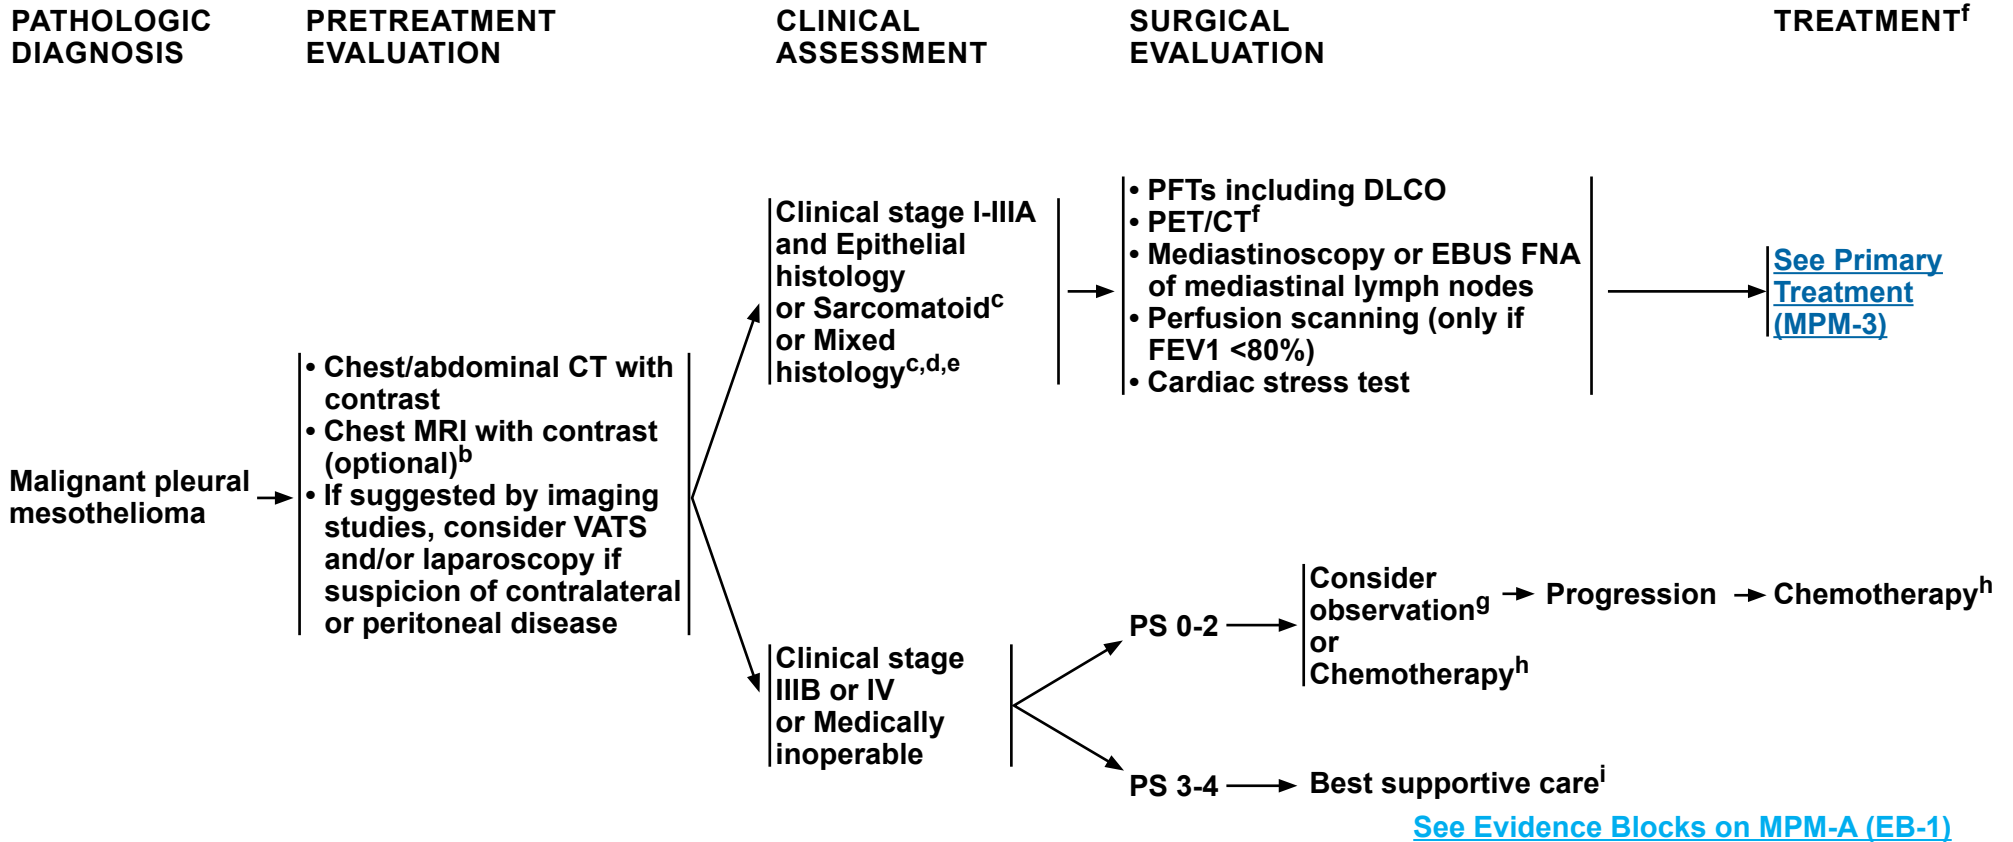 PATHOLOGIC
DIAGNOSIS
PRETREATMENT
EVALUATION
CLINICAL
ASSESSMENT
SURGICAL
EVALUATION
TREATMENTf
Malignant pleural
mesothelioma
• Chest/abdominal CT with
contrast
• Chest MRI with contrast
(optional)b
• If suggested by imaging
studies, consider VATS
and/or laparoscopy if
suspicion of contralateral
or peritoneal disease
Clinical stage I-IIIA
and Epithelial
histology
or Sarcomatoidc
or Mixed
histologyc,d,e
• PFTs including DLCO
• PET/CTf
• Mediastinoscopy or EBUS FNA
of mediastinal lymph nodes
• Perfusion scanning (only if
FEV1 <80%)
• Cardiac stress test
See Primary
Treatment
(MPM-3)
Clinical stage
IIIB or IV
or Medically
inoperable
PS 0-2
Consider
observationg
or
Chemotherapyh
Progression
Chemotherapyh
PS 3-4
Best supportive carei
See Evidence Blocks on MPM-A (EB-1)